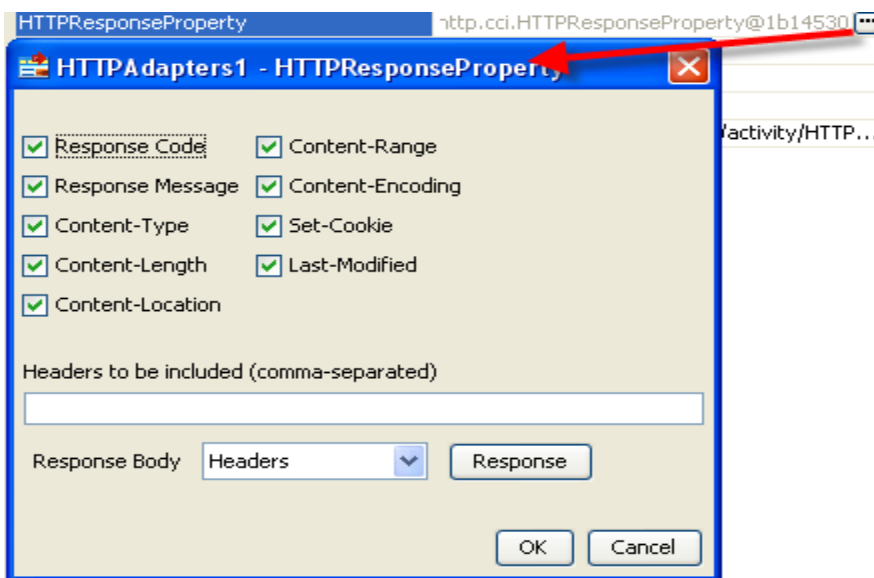 HTTPResponseProperty http.cci.HTTPResponseProperty@1b14530
HTTPAdapters1 - HTTPResponseProperty
/activity/HTTP...
Response Code Content-Range
Response Message Content-Encoding
Content-Type Set-Cookie
Content-Length Last-Modified
Content-Location
Headers to be included (comma-separated)
Response Body Headers Response
OK Cancel